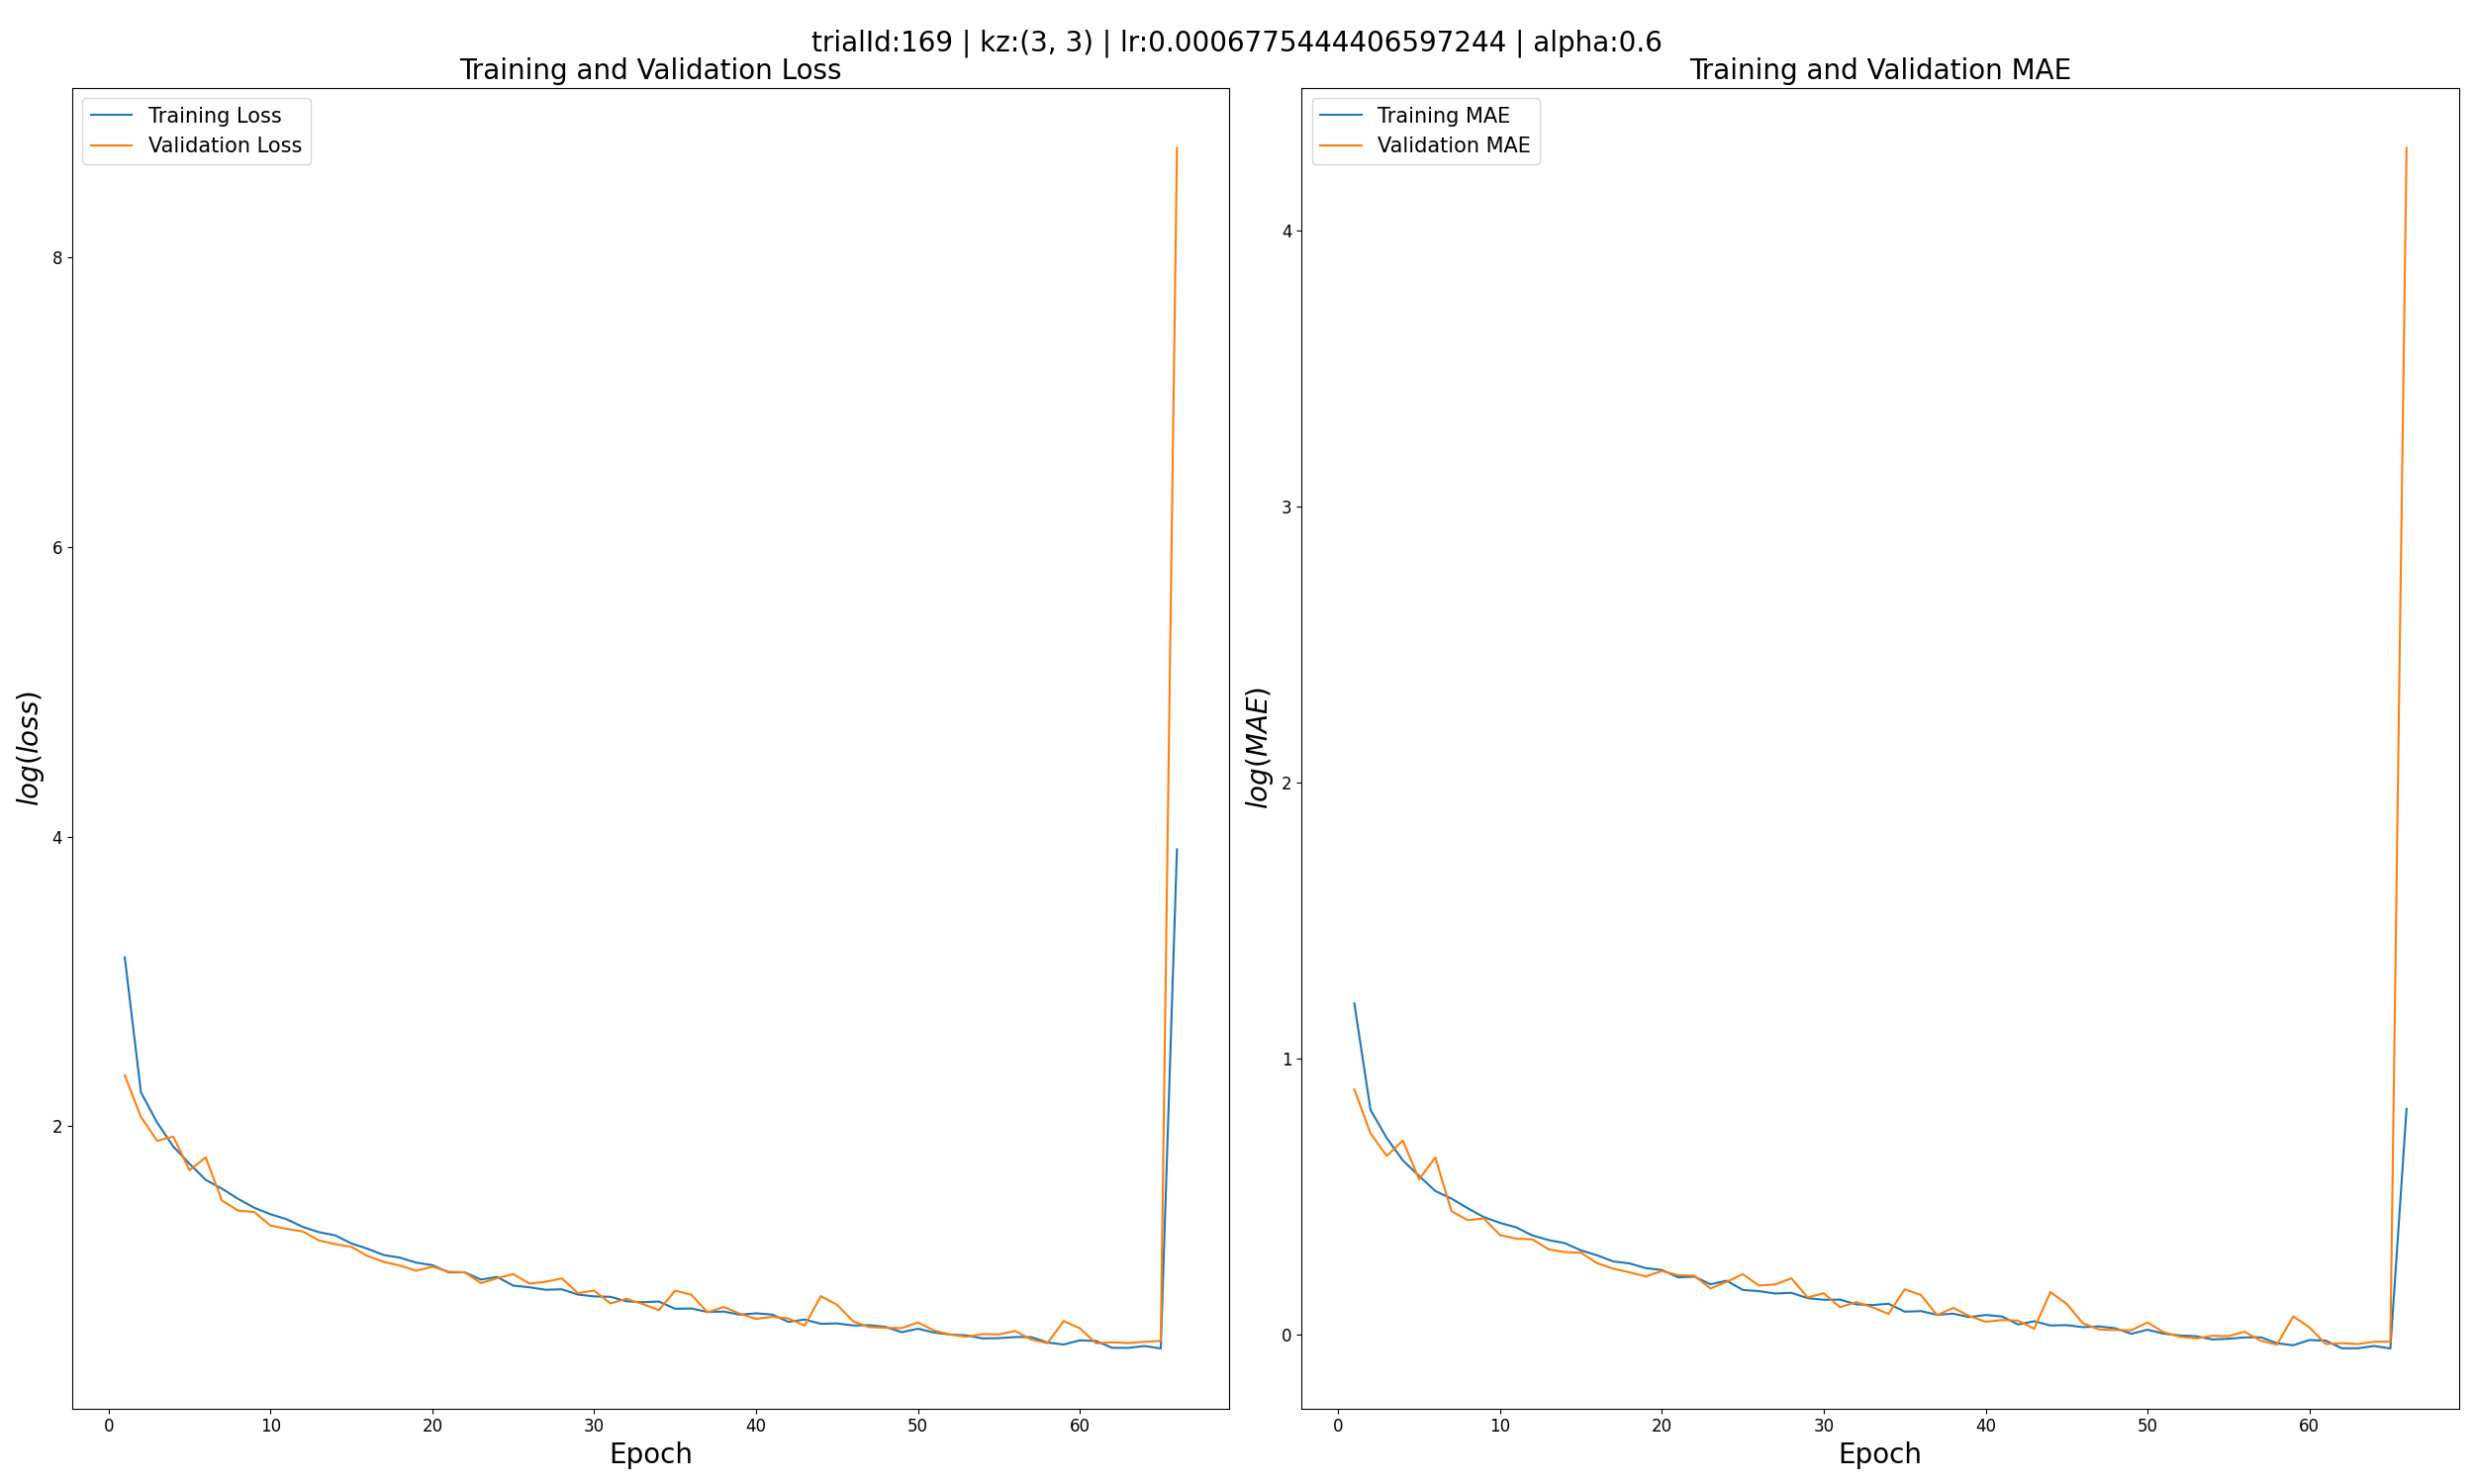 trialId:169 | kz:(3, 3) | lr:0.0006775444406597244 | alpha:0.6
Training and Validation Loss
Training Loss
Validation Loss
8
6
4
2
log(loss)
0 10 20 30 40 50 60
Epoch
Training and Validation MAE
Training MAE
Validation MAE
4
3
2
1
0
log(MAE)
0 10 20 30 40 50 60
Epoch